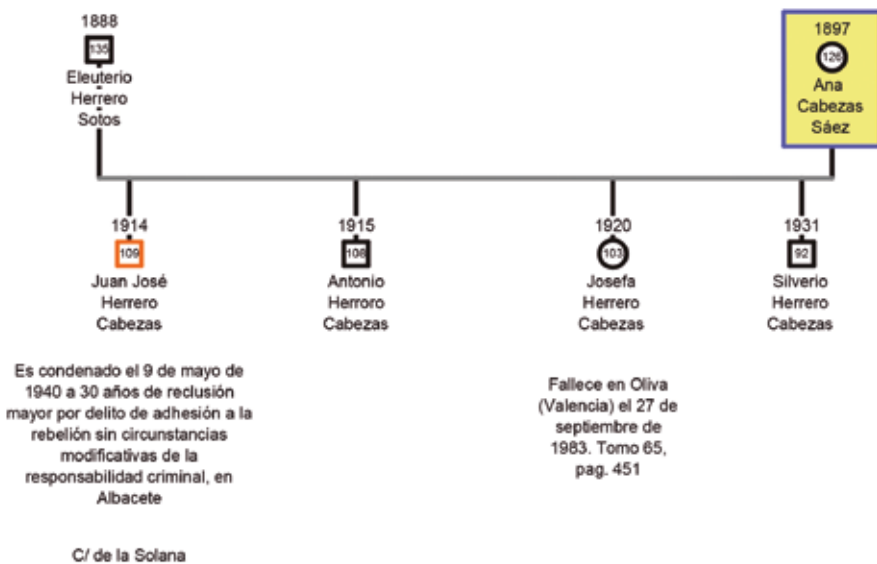 1888
135
Eleuterio
Herrero
Sotos
1897
126
Ana
Cabezas
Sáez
1914
109
Juan José
Herrero
Cabezas
1915
108
Antonio
Herroro
Cabezas
1920
103
Josefa
Herrero
Cabezas
1931
92
Silverio
Herrero
Cabezas
Es condenado el 9 de mayo de
1940 a 30 años de reclusión
mayor por delito de adhesión a la
rebelión sin circunstancias
modificativas de la
responsabilidad criminal, en
Albacete
C/ de la Solana
Fallece en Oliva
(Valencia) el 27 de
septiembre de
1983. Tomo 65,
pag. 451